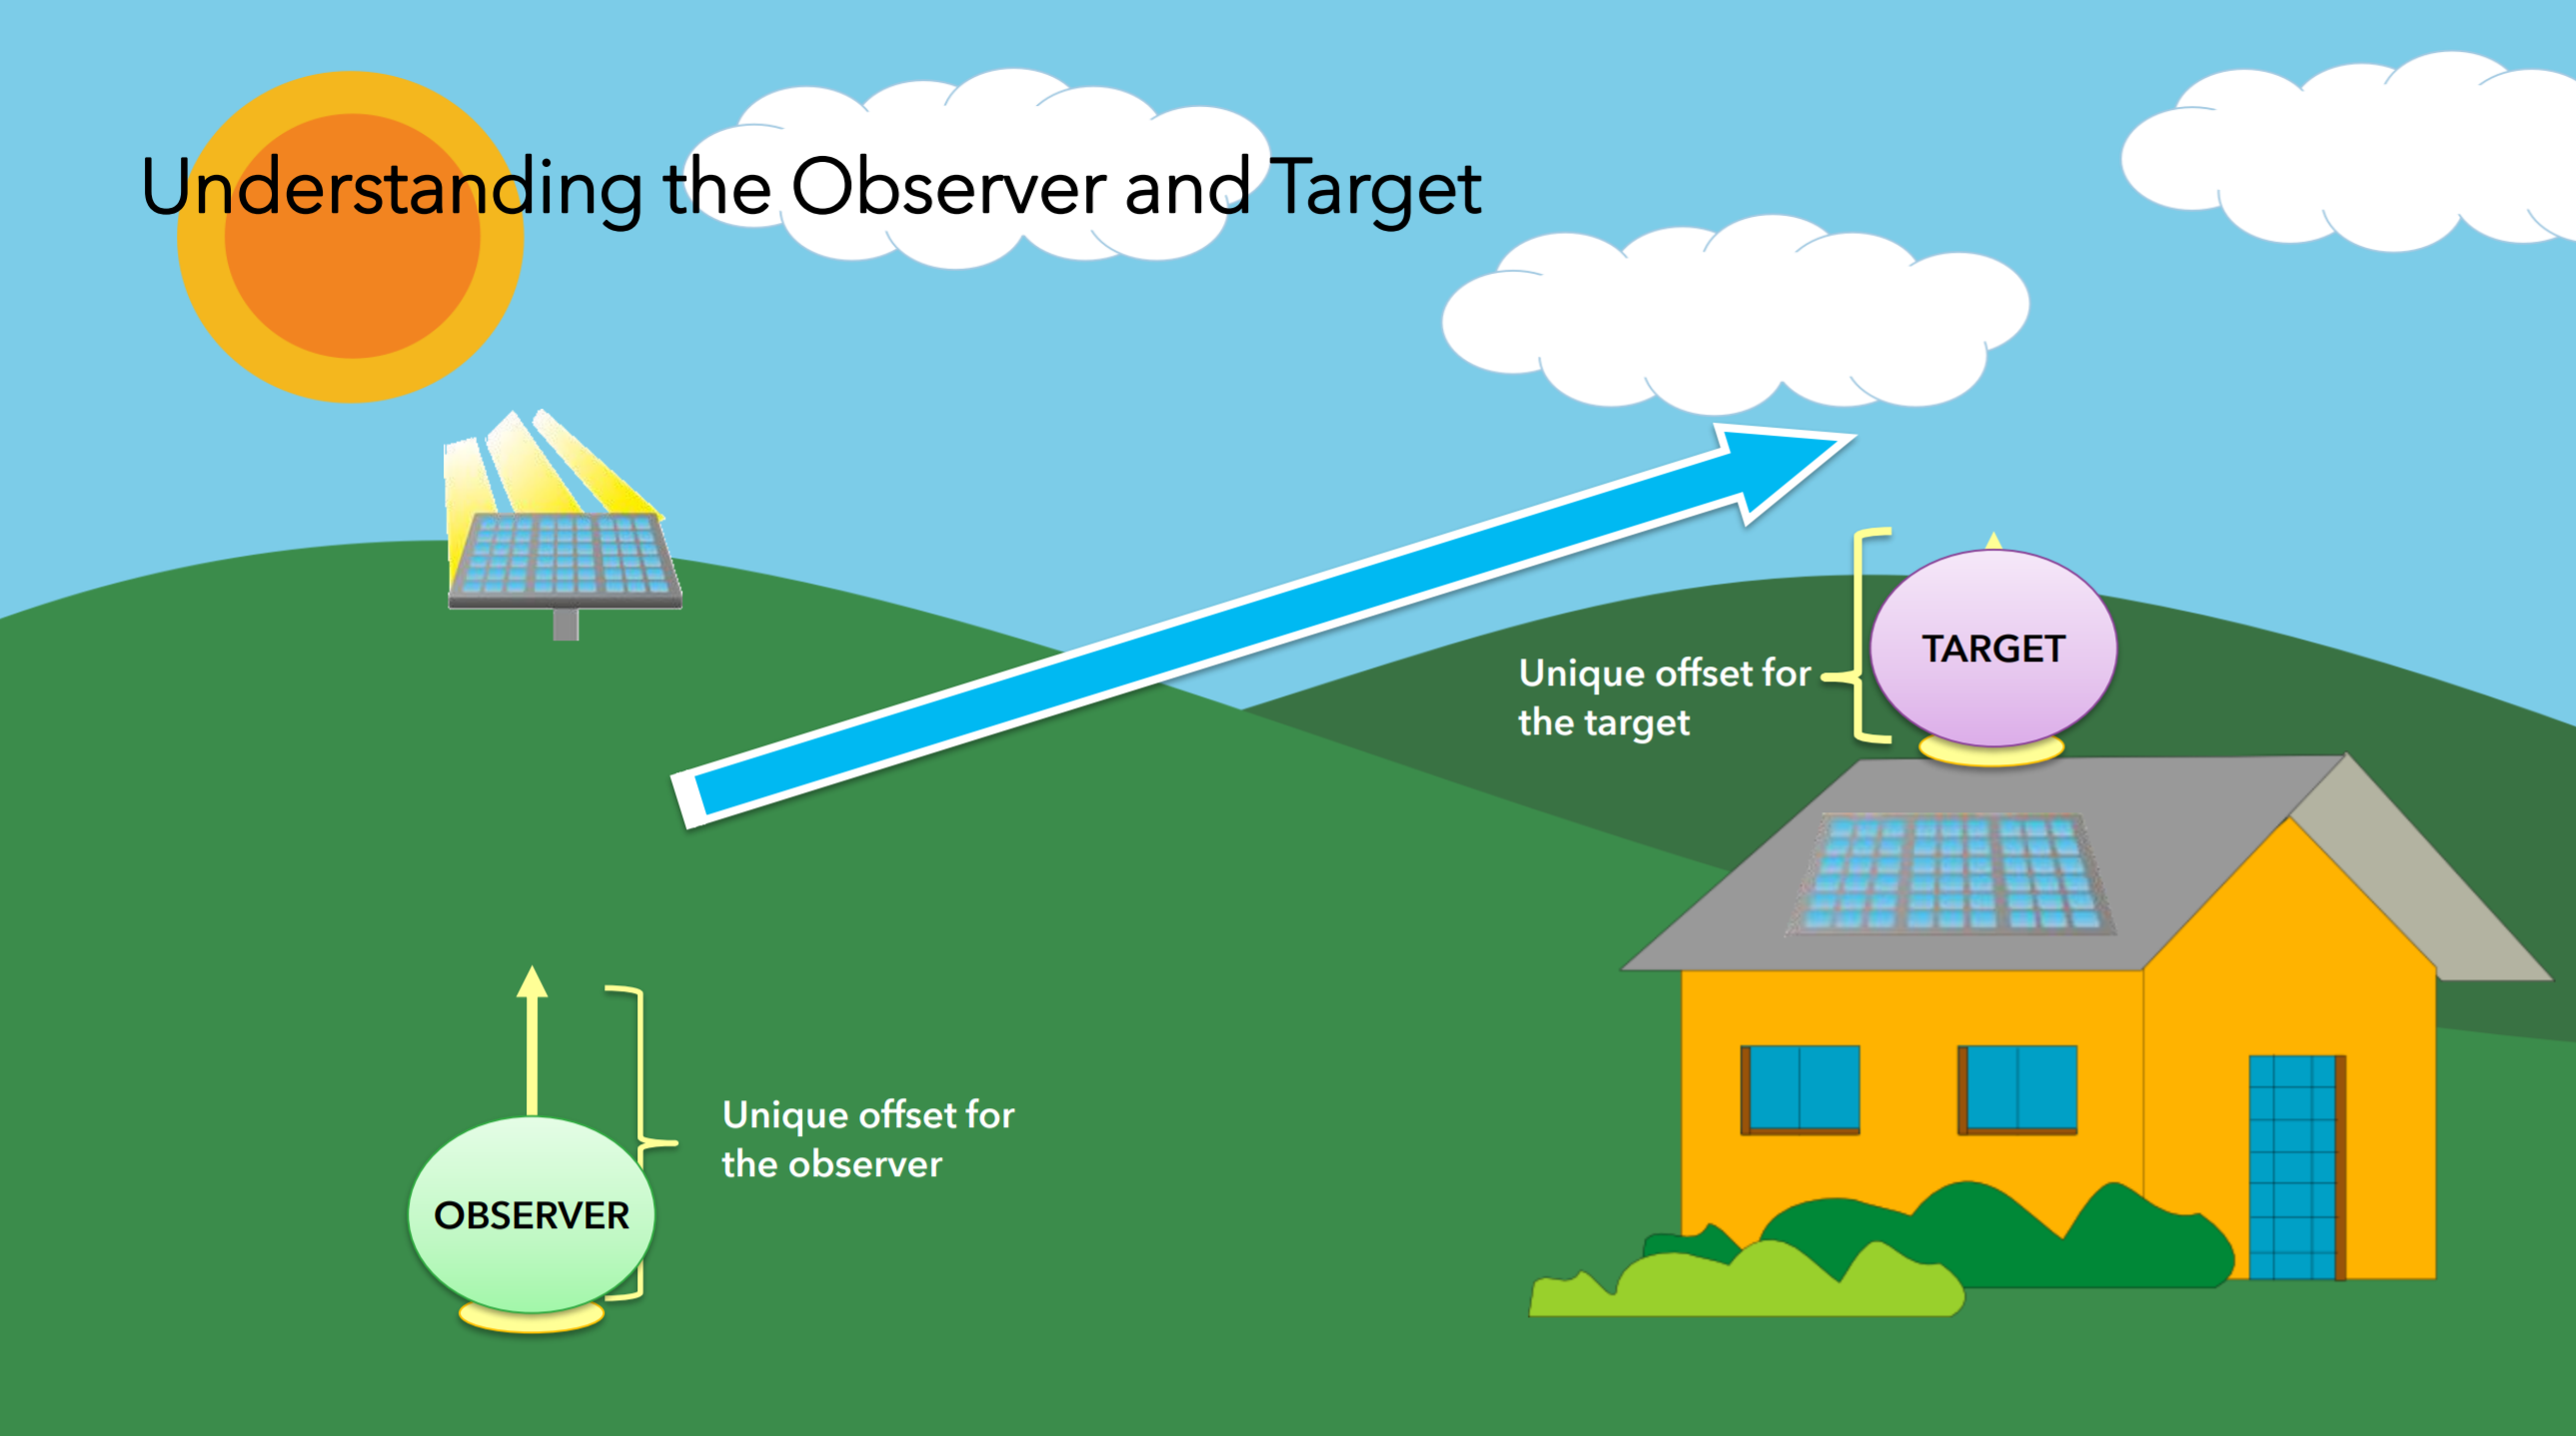 Understanding the Observer and Target
TARGET
Unique offset for
the target
Unique offset for
the observer
OBSERVER